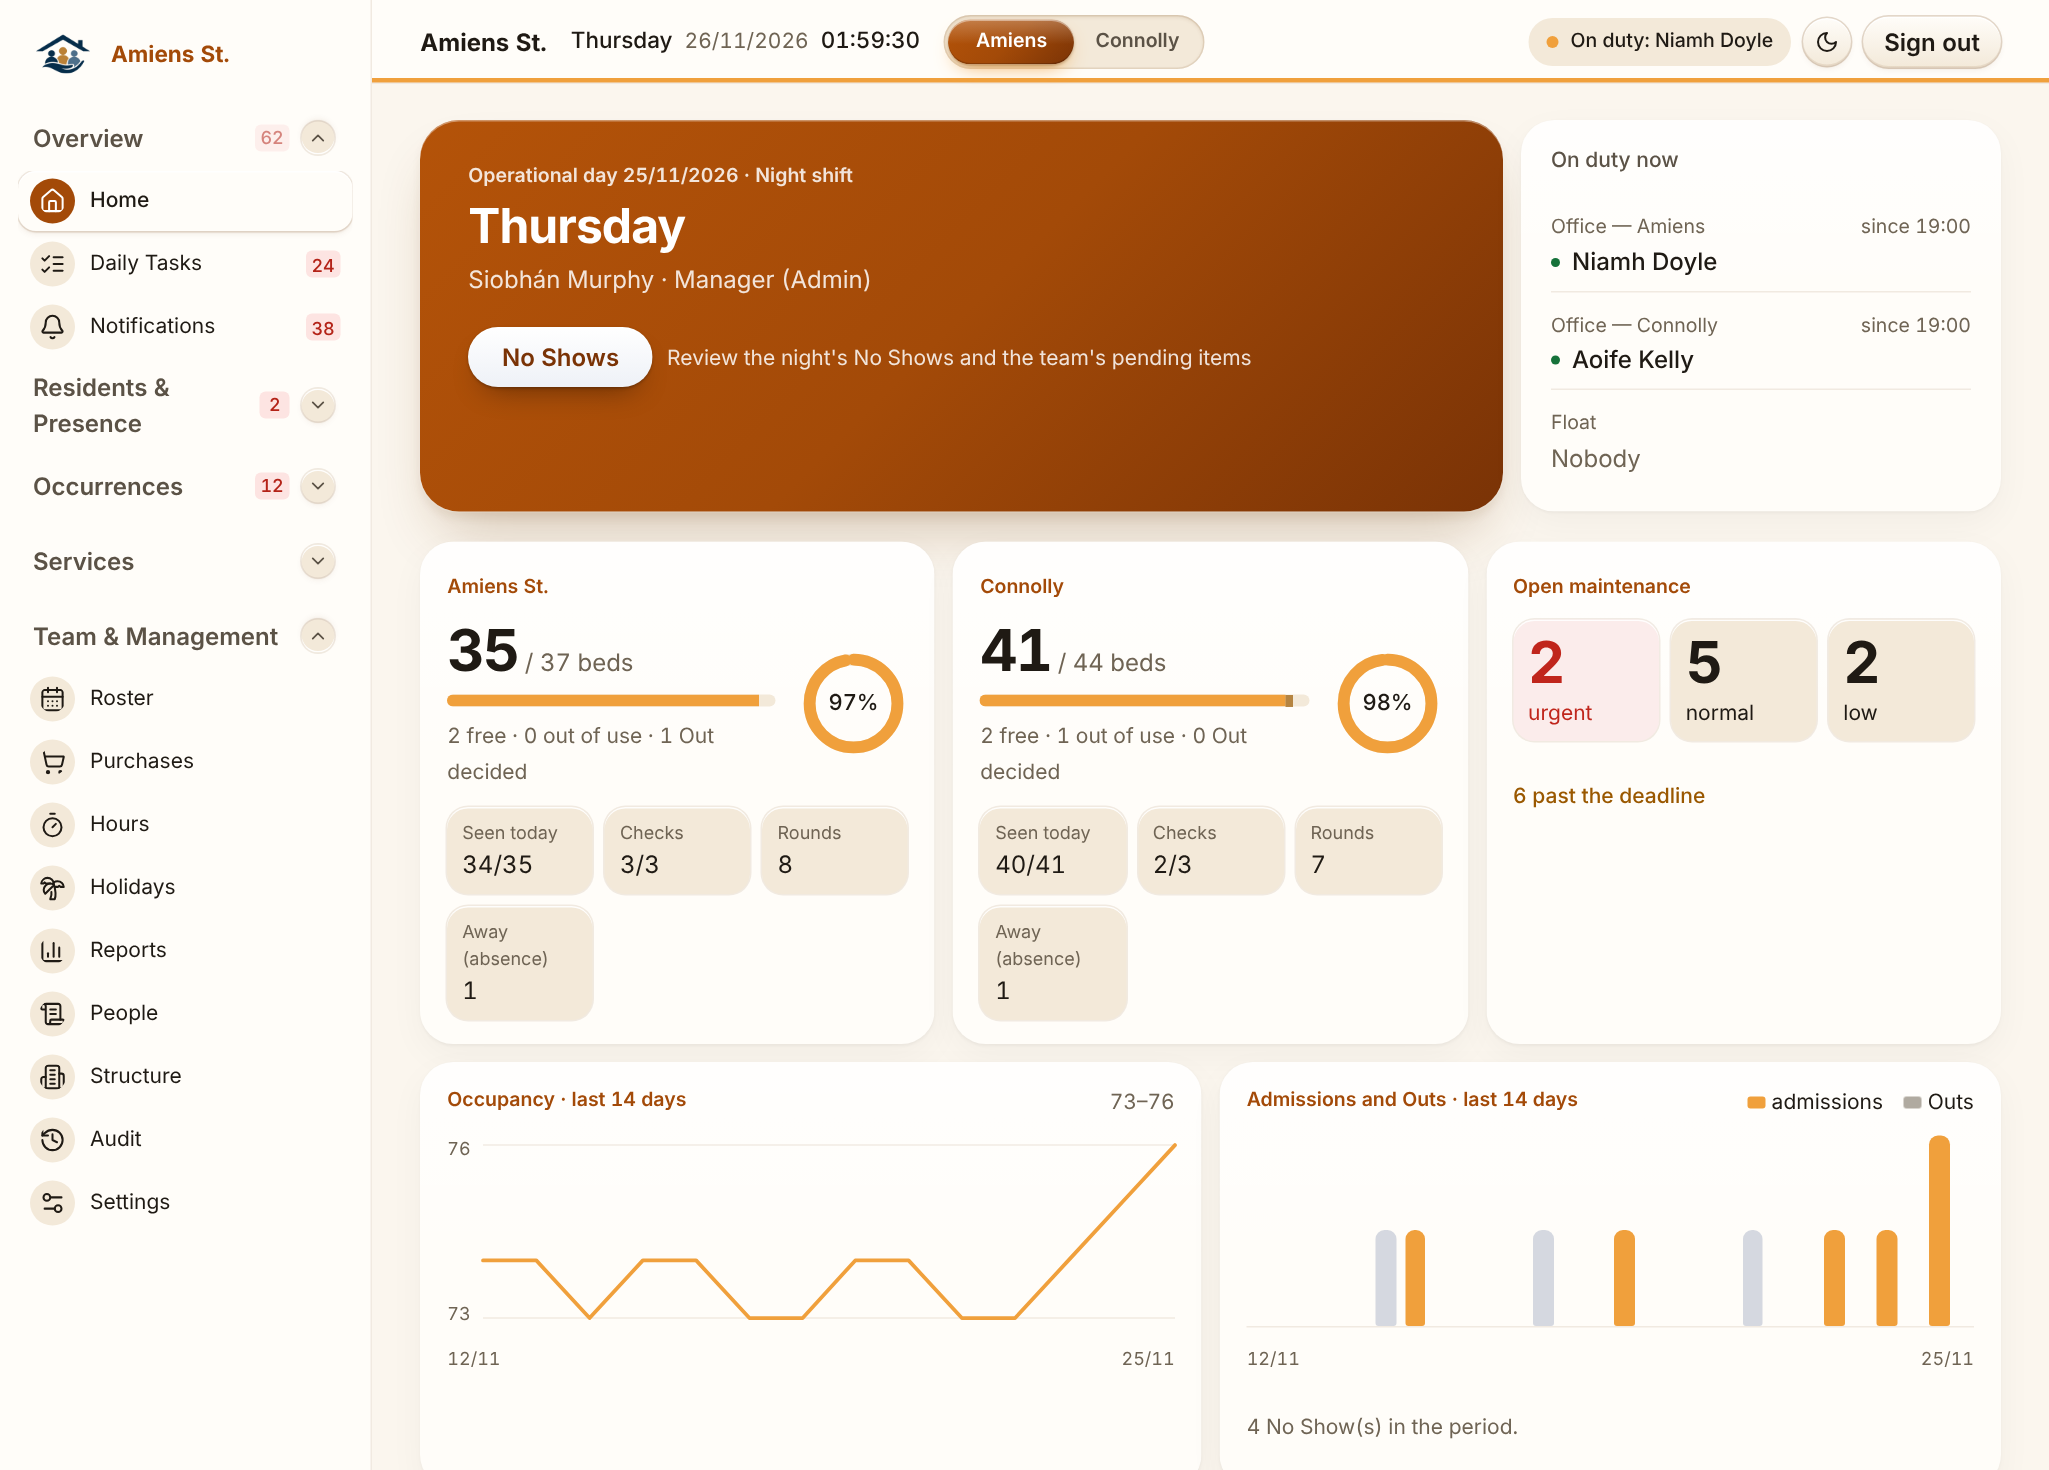 Amiens St.
Overview 62
Home
Daily Tasks 24
Notifications 38
Residents &
Presence 2
Occurrences 12
Services
Team & Management
Roster
Purchases
Hours
Holidays
Reports
People
Structure
Audit
Settings
Amiens St. Thursday 26/11/2026 01:59:30 Amiens Connolly On duty: Niamh Doyle Sign out
Operational day 25/11/2026 · Night shift
Thursday
Siobhán Murphy · Manager (Admin)
No Shows Review the night's No Shows and the team's pending items
On duty now
Office — Amiens since 19:00
Niamh Doyle
Office — Connolly since 19:00
Aoife Kelly
Float
Nobody
Amiens St.
35 / 37 beds
97%
2 free · 0 out of use · 1 Out
decided
Seen today Checks Rounds
34/35 3/3 8
Away
(absence)
1
Connolly
41 / 44 beds
98%
2 free · 1 out of use · 0 Out
decided
Seen today Checks Rounds
40/41 2/3 7
Away
(absence)
1
Open maintenance
2 5 2
urgent normal low
6 past the deadline
Occupancy · last 14 days 73–76
76
73
12/11 25/11
Admissions and Outs · last 14 days admissions Outs
12/11 25/11
4 No Show(s) in the period.